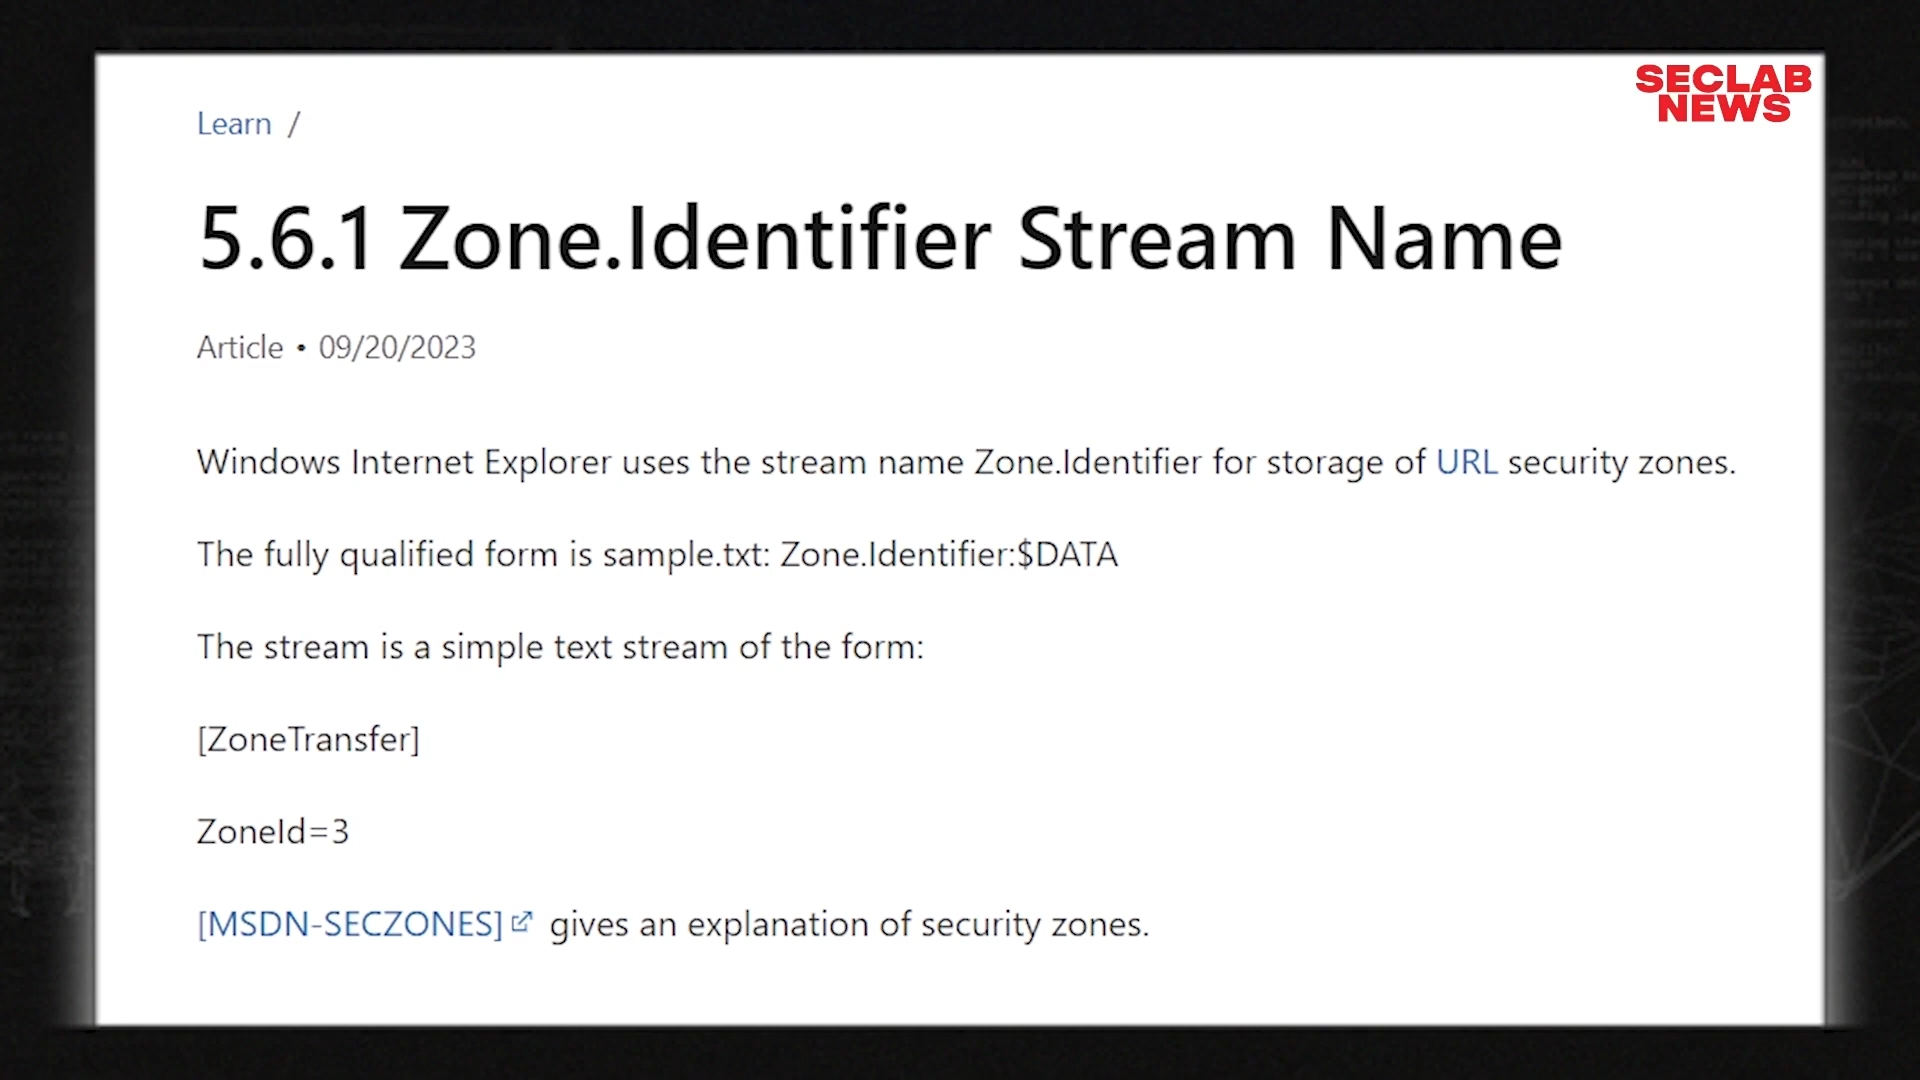 SECLAB
NEWS
Learn /
5.6.1 Zone.Identifier Stream Name
Article • 09/20/2023
Windows Internet Explorer uses the stream name Zone.Identifier for storage of URL security zones.
The fully qualified form is sample.txt: Zone.Identifier:$DATA
The stream is a simple text stream of the form:
[ZoneTransfer]
ZoneId=3
[MSDN-SECZONES] gives an explanation of security zones.